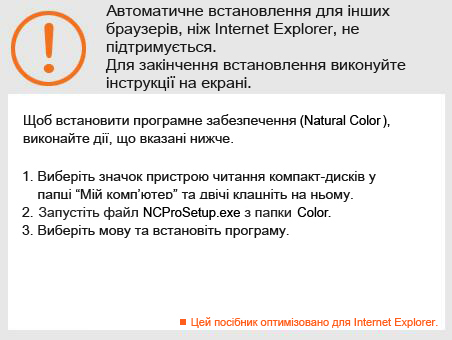 Автоматичне встановлення для інших
браузерів, ніж Internet Explorer, не
підтримується.
Для закінчення встановлення виконуйте
інструкції на екрані.
Щоб встановити програмне забезпечення (Natural Color),
виконайте дії, що вказані нижче.
1. Виберіть значок пристрою читання компакт-дисків у
папці “Мій комп’ютер” та двічі клацніть на ньому.
2. Запустіть файл NCProSetup.exe з папки Color.
3. Виберіть мову та встановіть програму.
Цей посібник оптимізовано для Internet Explorer.